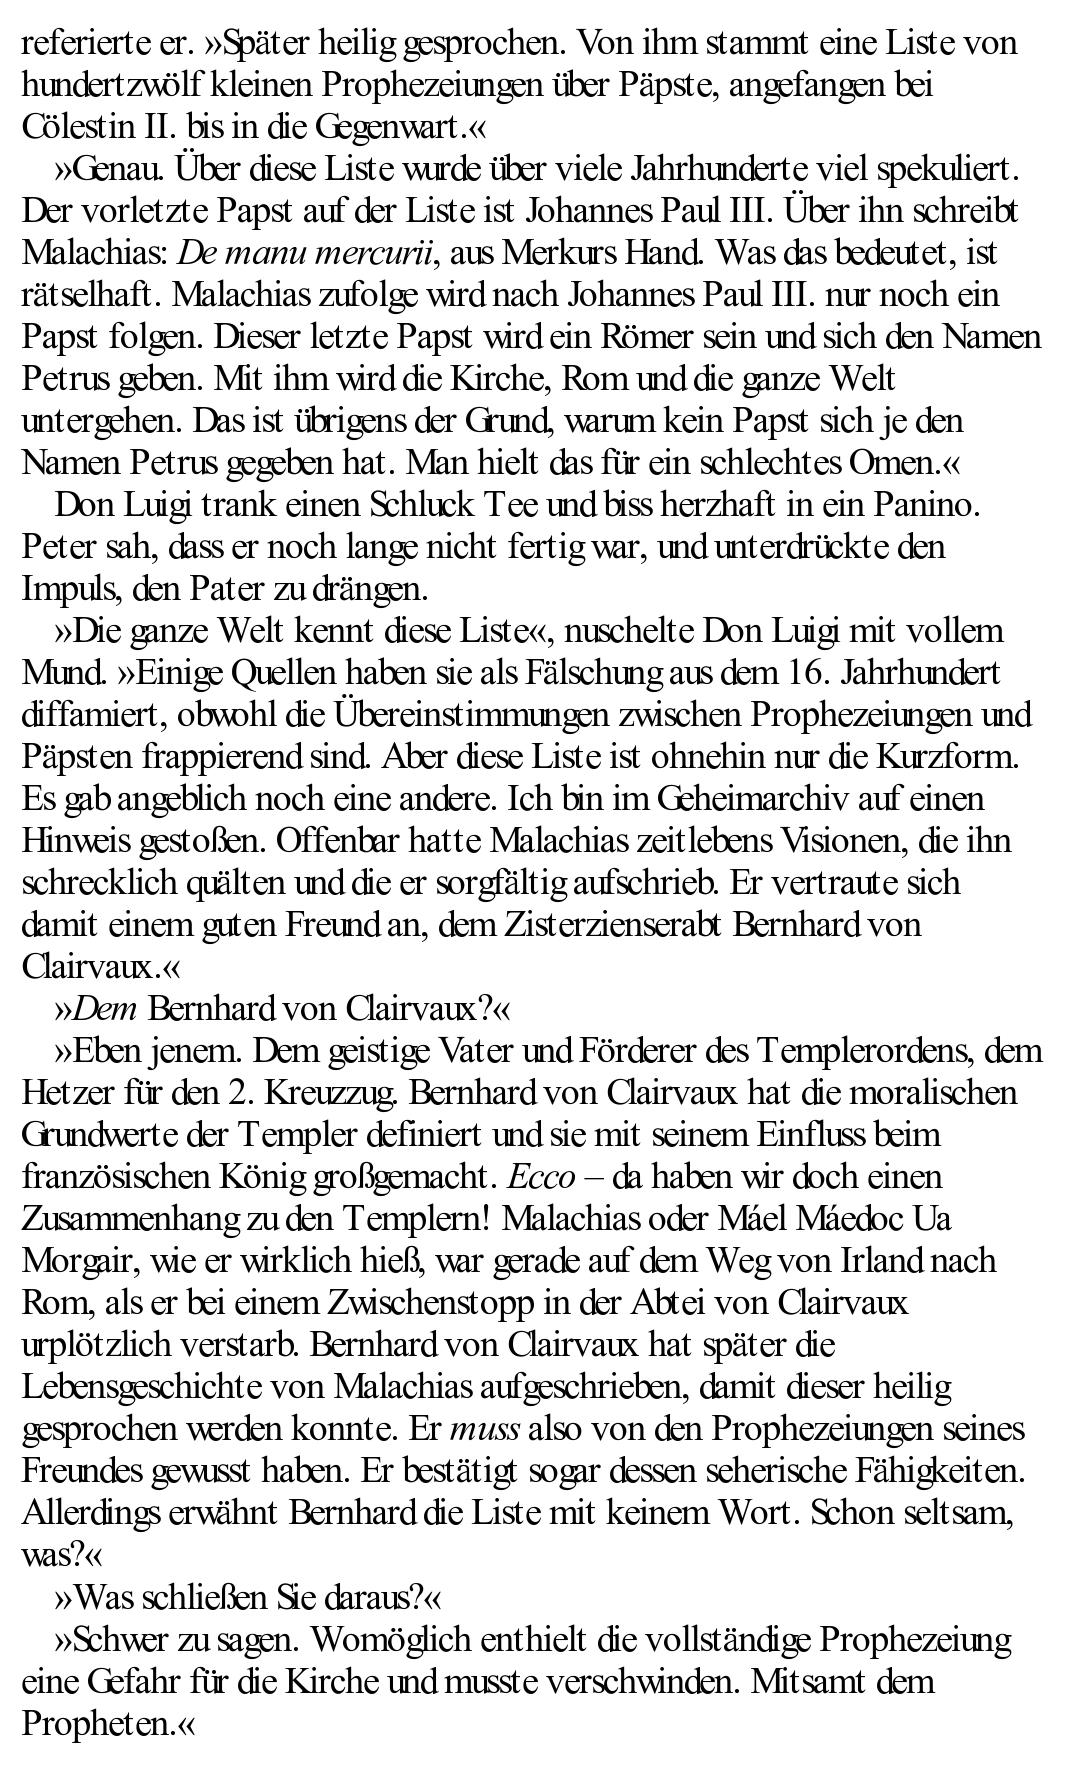 referierte er. »Später heilig gesprochen. Von ihm stammt eine Liste von
hundertzwölf kleinen Prophezeiungen über Päpste, angefangen bei
Cölestin II. bis in die Gegenwart.«
»Genau. Über diese Liste wurde über viele Jahrhunderte viel spekuliert.
Der vorletzte Papst auf der Liste ist Johannes Paul III. Über ihn schreibt
Malachias: De manu mercurii, aus Merkurs Hand. Was das bedeutet, ist
rätselhaft. Malachias zufolge wird nach Johannes Paul III. nur noch ein
Papst folgen. Dieser letzte Papst wird ein Römer sein und sich den Namen
Petrus geben. Mit ihm wird die Kirche, Rom und die ganze Welt
untergehen. Das ist übrigens der Grund, warum kein Papst sich je den
Namen Petrus gegeben hat. Man hielt das für ein schlechtes Omen.«
Don Luigi trank einen Schluck Tee und biss herzhaft in ein Panino.
Peter sah, dass er noch lange nicht fertig war, und unterdrückte den
Impuls, den Pater zu drängen.
»Die ganze Welt kennt diese Liste«, nuschelte Don Luigi mit vollem
Mund. »Einige Quellen haben sie als Fälschung aus dem 16. Jahrhundert
diffamiert, obwohl die Übereinstimmungen zwischen Prophezeiungen und
Päpsten frappierend sind. Aber diese Liste ist ohnehin nur die Kurzform.
Es gab angeblich noch eine andere. Ich bin im Geheimarchiv auf einen
Hinweis gestoßen. Offenbar hatte Malachias zeitlebens Visionen, die ihn
schrecklich quälten und die er sorgfältig aufschrieb. Er vertraute sich
damit einem guten Freund an, dem Zisterzienserabt Bernhard von
Clairvaux.«
»Dem Bernhard von Clairvaux?«
»Eben jenem. Dem geistige Vater und Förderer des Templerordens, dem
Hetzer für den 2. Kreuzzug. Bernhard von Clairvaux hat die moralischen
Grundwerte der Templer definiert und sie mit seinem Einfluss beim
französischen König großgemacht. Ecco – da haben wir doch einen
Zusammenhang zu den Templern! Malachias oder Máel Máedoc Ua
Morgair, wie er wirklich hieß, war gerade auf dem Weg von Irland nach
Rom, als er bei einem Zwischenstopp in der Abtei von Clairvaux
urplötzlich verstarb. Bernhard von Clairvaux hat später die
Lebensgeschichte von Malachias aufgeschrieben, damit dieser heilig
gesprochen werden konnte. Er muss also von den Prophezeiungen seines
Freundes gewusst haben. Er bestätigt sogar dessen seherische Fähigkeiten.
Allerdings erwähnt Bernhard die Liste mit keinem Wort. Schon seltsam,
was?«
»Was schließen Sie daraus?«
»Schwer zu sagen. Womöglich enthielt die vollständige Prophezeiung
eine Gefahr für die Kirche und musste verschwinden. Mitsamt dem
Propheten.«